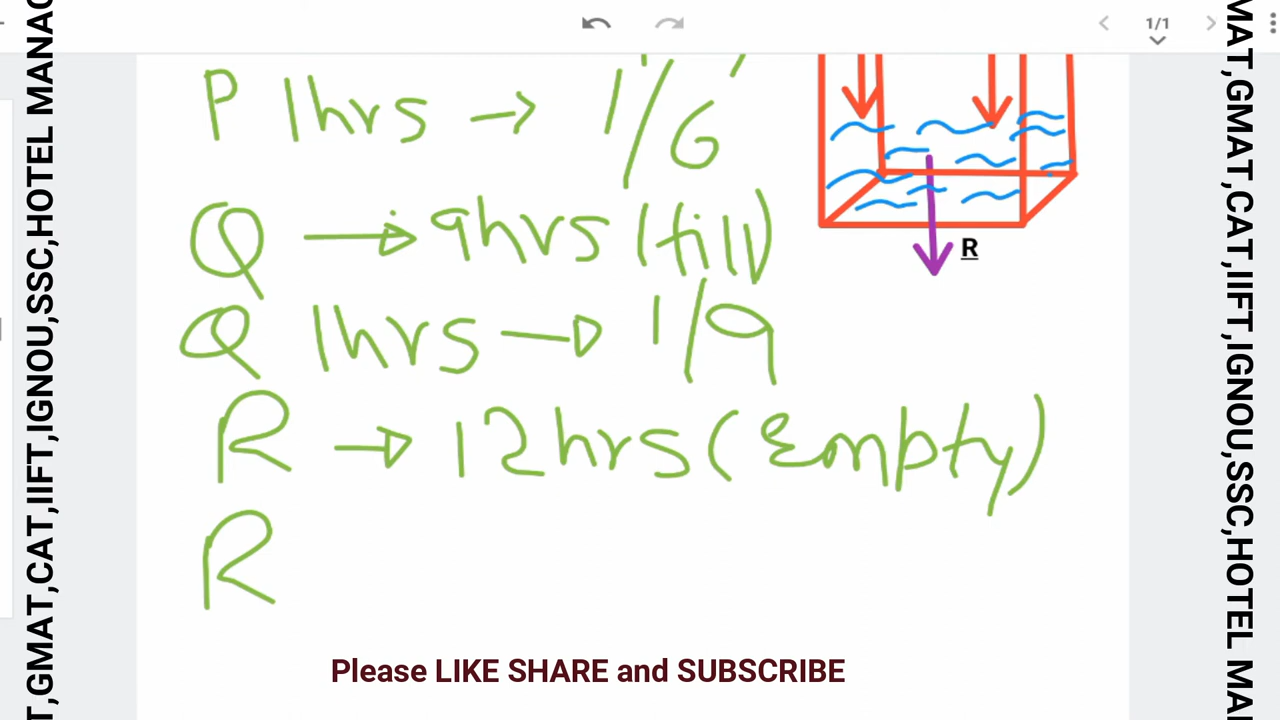 1/1
P 1hrs → 1/6
Q → 9hrs (fill)
R
Q 1hrs → 1/9
R → 12hrs (Empty)
R
Please LIKE SHARE and SUBSCRIBE
T,GMAT,CAT,IIFT,IGNOU,SSC,HOTEL MANAG
MAT,GMAT,CAT,IIFT,IGNOU,SSC,HOTEL MA